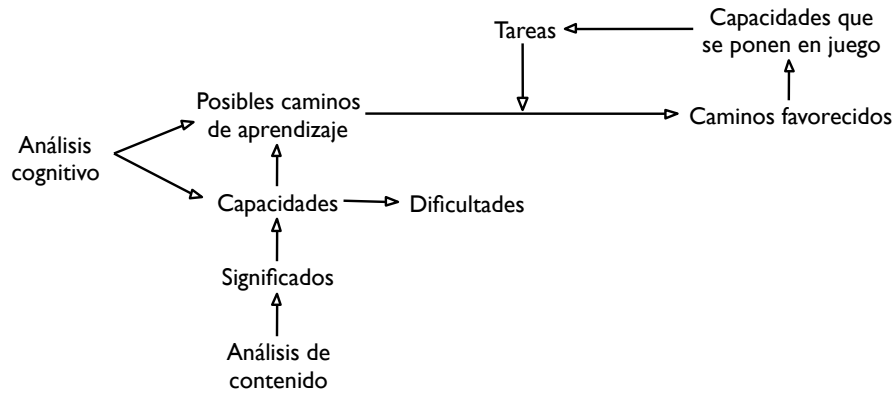 Capacidades que
se ponen en juego
Tareas
Posibles caminos
de aprendizaje
Caminos favorecidos
Análisis
cognitivo
Capacidades
Dificultades
Significados
Análisis de
contenido